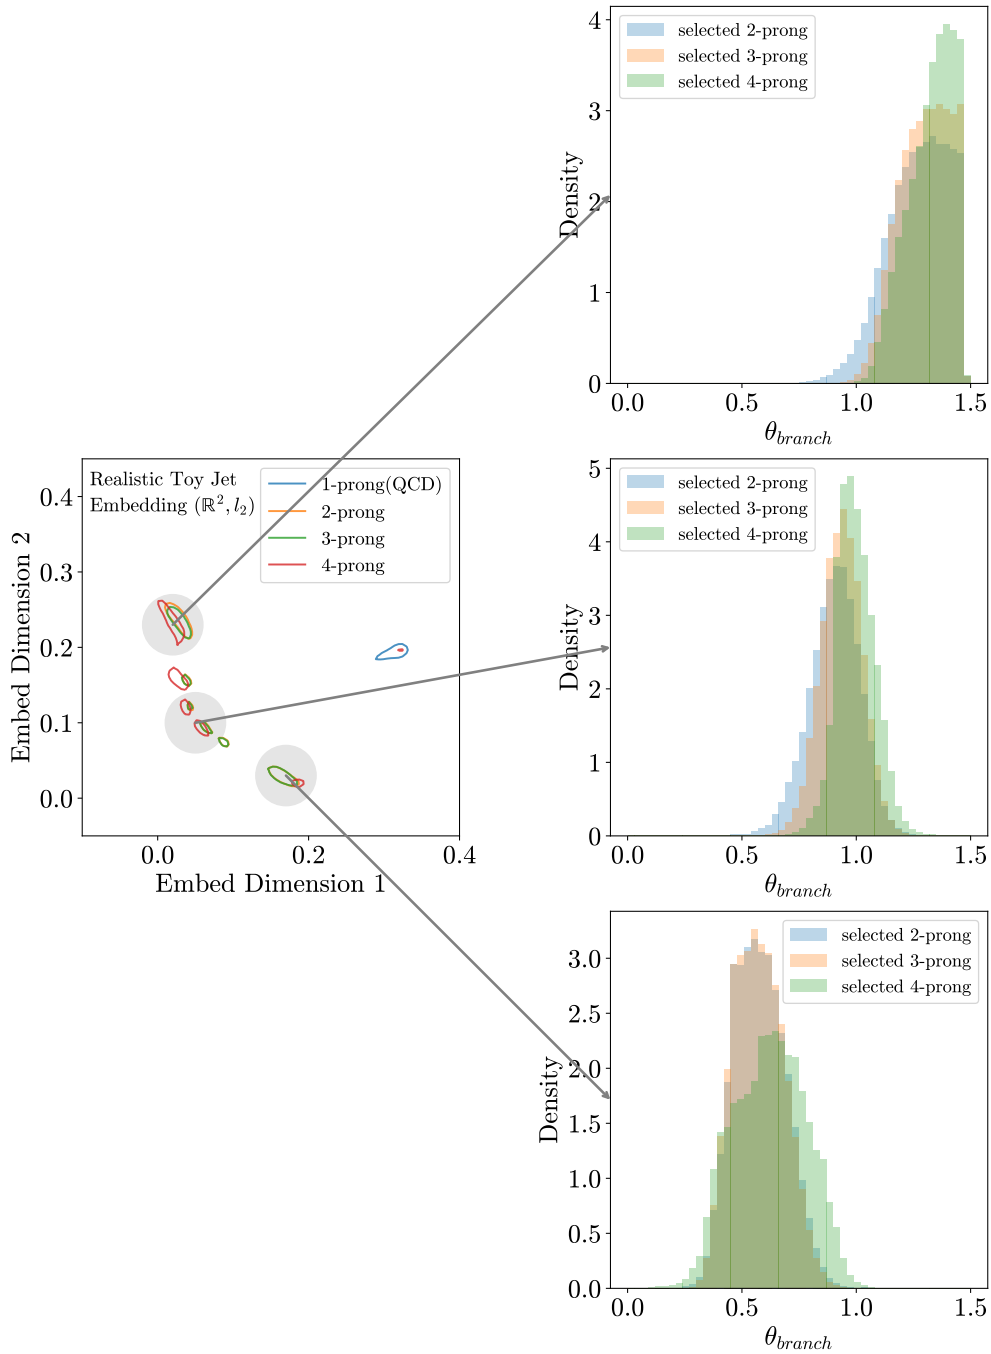 4
3
2
1
0
Density
selected 2-prong
selected 3-prong
selected 4-prong
0.0 0.5 1.0 1.5
θ_branch
Realistic Toy Jet
Embedding (ℝ², l₂)
1-prong(QCD)
2-prong
3-prong
4-prong
0.4
0.3
0.2
0.1
0.0
Embed Dimension 2
0.0 0.2 0.4
Embed Dimension 1
5
4
3
2
1
0
Density
selected 2-prong
selected 3-prong
selected 4-prong
0.0 0.5 1.0 1.5
θ_branch
3.0
2.5
2.0
1.5
1.0
0.5
0.0
Density
selected 2-prong
selected 3-prong
selected 4-prong
0.0 0.5 1.0 1.5
θ_branch